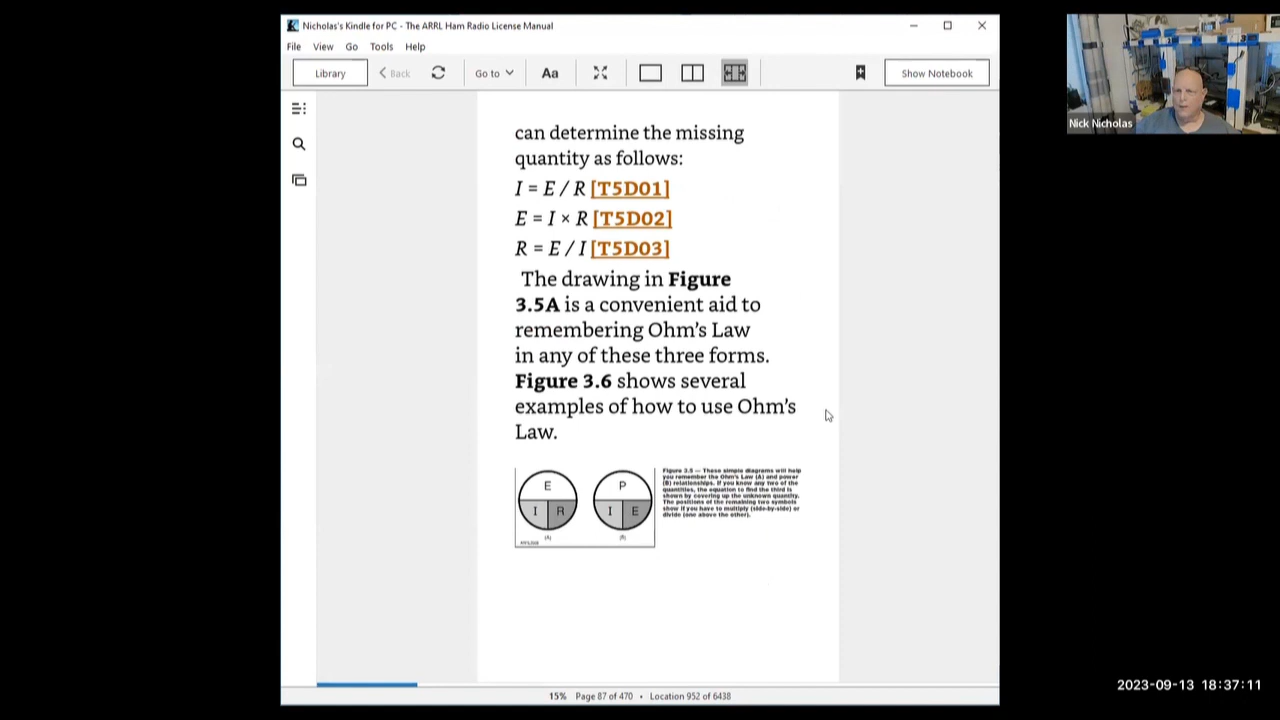 Nicholas's Kindle for PC - The ARRL Ham Radio License Manual
File View Go Tools Help
Library Back Go to Aa Show Notebook
can determine the missing
quantity as follows:
I = E / R [T5D01]
E = I × R [T5D02]
R = E / I [T5D03]
The drawing in Figure
3.5A is a convenient aid to
remembering Ohm's Law
in any of these three forms.
Figure 3.6 shows several
examples of how to use Ohm's
Law.
E
I R
(A)
P
I E
(B)
Figure 3.5 — These simple diagrams will help
you remember the Ohm's Law (A) and power
(B) relationships. If you know any two of the
quantities, the equation to find the third is
shown by covering up the unknown quantity.
The positions of the remaining two symbols
show if you have to multiply (side-by-side) or
divide (one above the other).
15% Page 87 of 470 • Location 952 of 6438
Nick Nicholas
2023-09-13 18:37:11